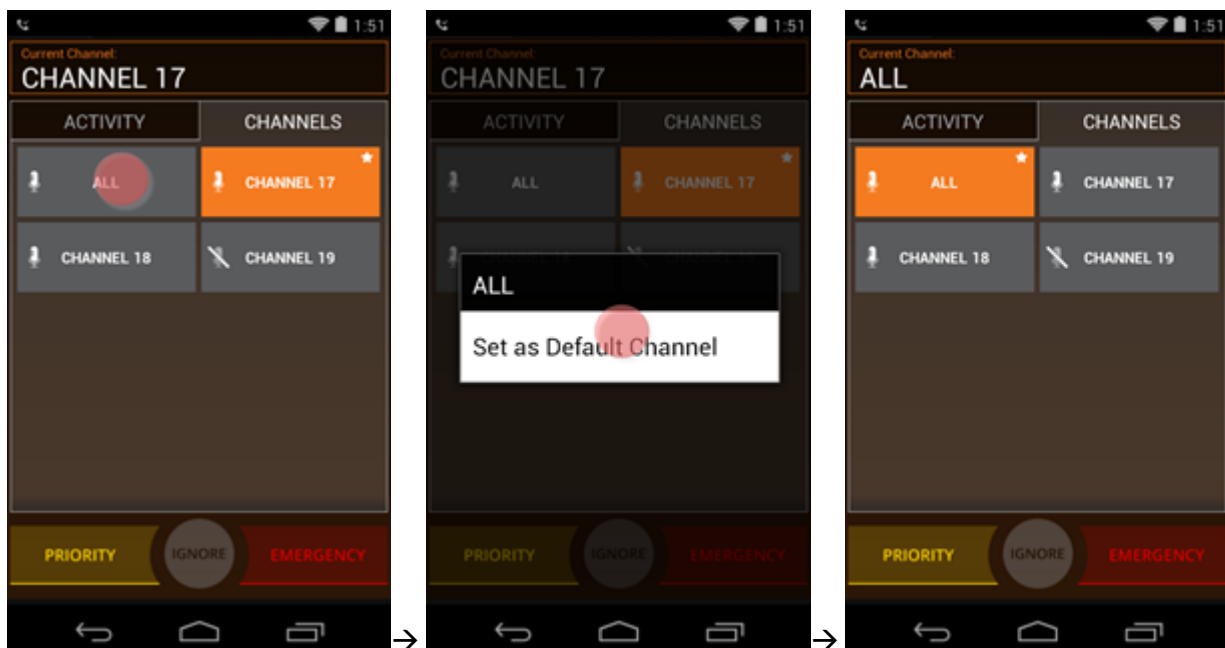 1:51
Current Channel:
CHANNEL 17
ACTIVITY CHANNELS
ALL CHANNEL 17
CHANNEL 18 CHANNEL 19
PRIORITY IGNORE EMERGENCY
→
1:51
Current Channel:
CHANNEL 17
ACTIVITY CHANNELS
ALL CHANNEL 17
ALL
Set as Default Channel
PRIORITY IGNORE EMERGENCY
→
1:51
Current Channel:
ALL
ACTIVITY CHANNELS
ALL CHANNEL 17
CHANNEL 18 CHANNEL 19
PRIORITY IGNORE EMERGENCY